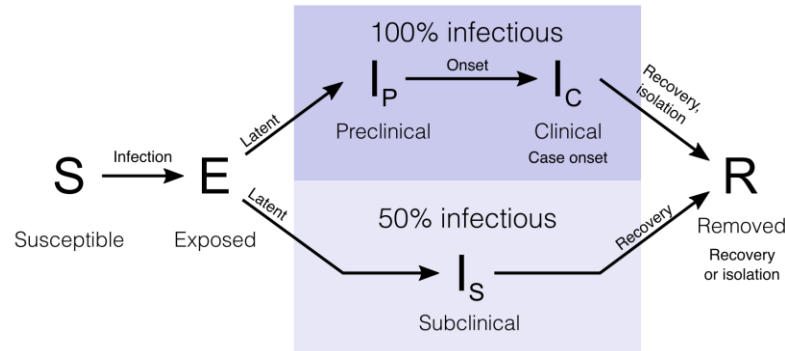 100% infectious
Onset
I_P
I_C
Recovery,
isolation
Latent
Preclinical
Clinical
Case onset
Infection
S
E
R
Latent
50% infectious
Recovery
Susceptible
Exposed
Removed
Recovery
or isolation
I_S
Subclinical